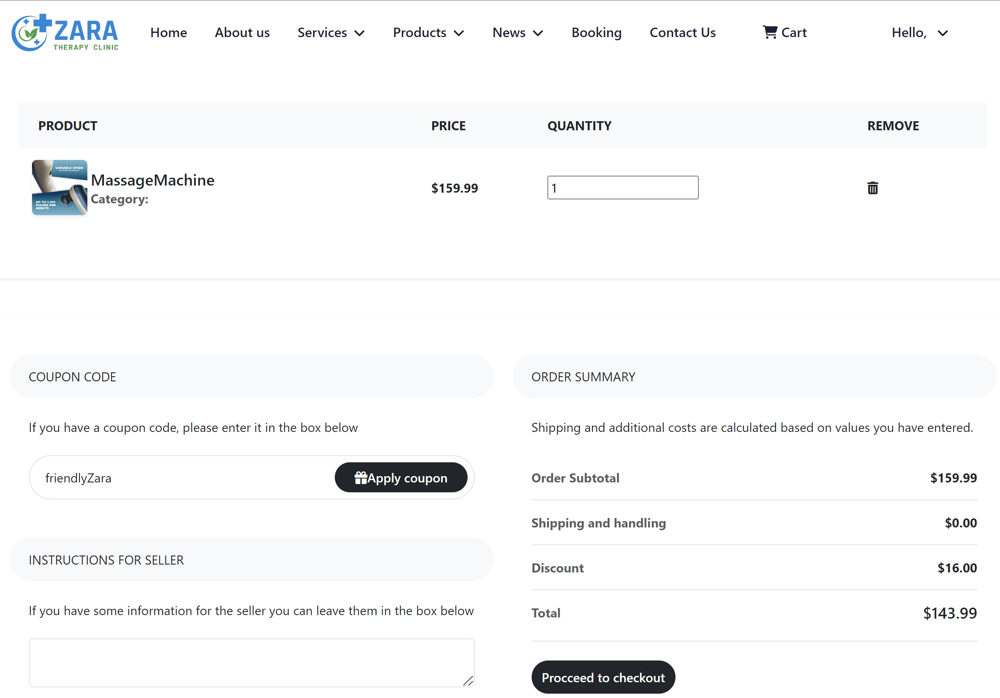 ZARA
THERAPY CLINIC
Home About us Services Products News Booking Contact Us Cart Hello,
PRODUCT PRICE QUANTITY REMOVE
VARIABLE SPEED
UP TO 3,350
PULSES PER
MINUTE
MassageMachine
Category:
$159.99 1
COUPON CODE
If you have a coupon code, please enter it in the box below
friendlyZara Apply coupon
INSTRUCTIONS FOR SELLER
If you have some information for the seller you can leave them in the box below
ORDER SUMMARY
Shipping and additional costs are calculated based on values you have entered.
Order Subtotal $159.99
Shipping and handling $0.00
Discount $16.00
Total $143.99
Procceed to checkout